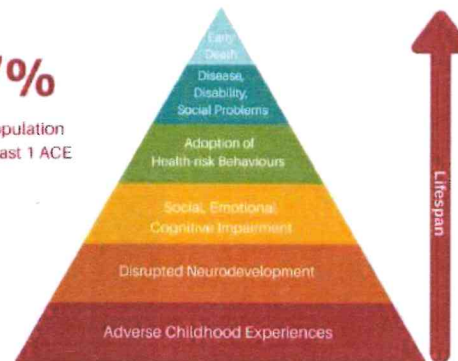 %
pulation
ast 1 ACE
Early
Death
Disease,
Disability,
Social Problems
Adoption of
Health-risk Behaviours
Social, Emotional,
Cognitive Impairment
Disrupted Neurodevelopment
Adverse Childhood Experiences
Lifespan